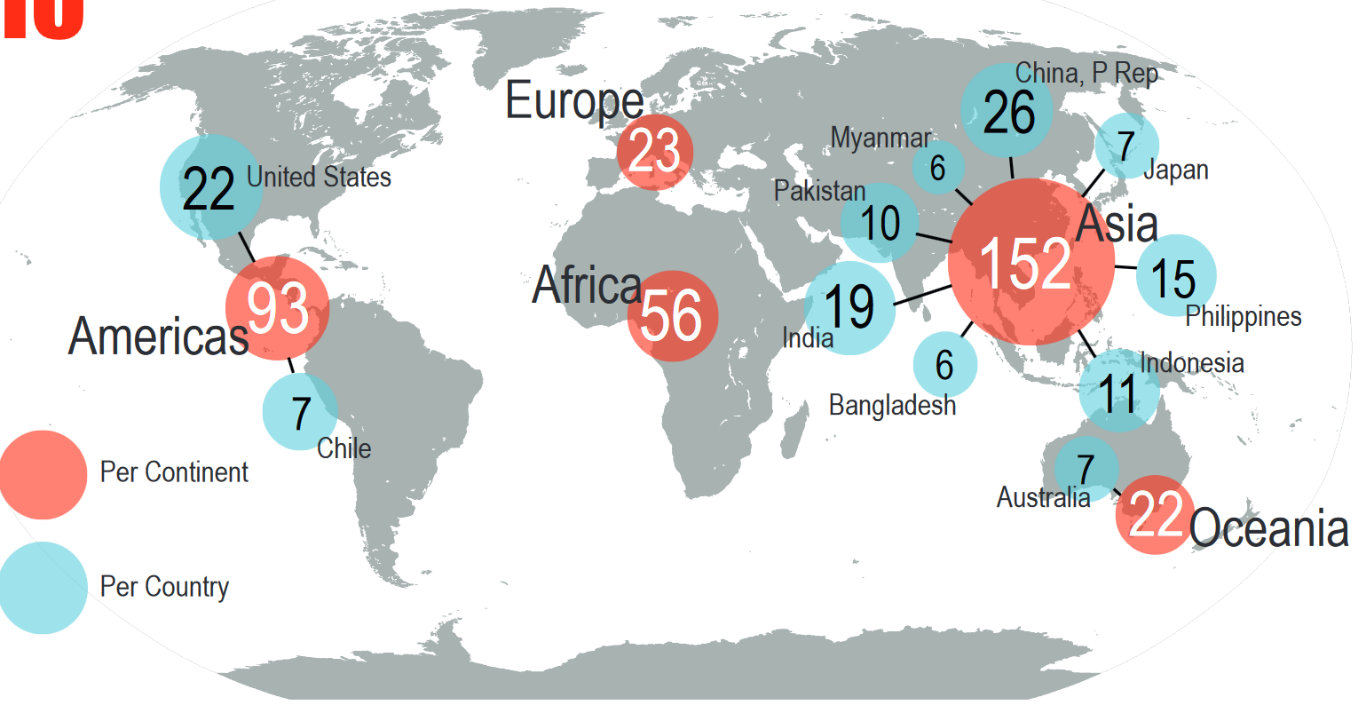 China, P Rep
26
Europe
Myanmar
7
23
6
Japan
22
United States
Pakistan
10
Asia
152
15
Africa
19
93
56
Philippines
Americas
India
6
Indonesia
11
Bangladesh
7
Chile
Per Continent
7
Australia
22
Oceania
Per Country